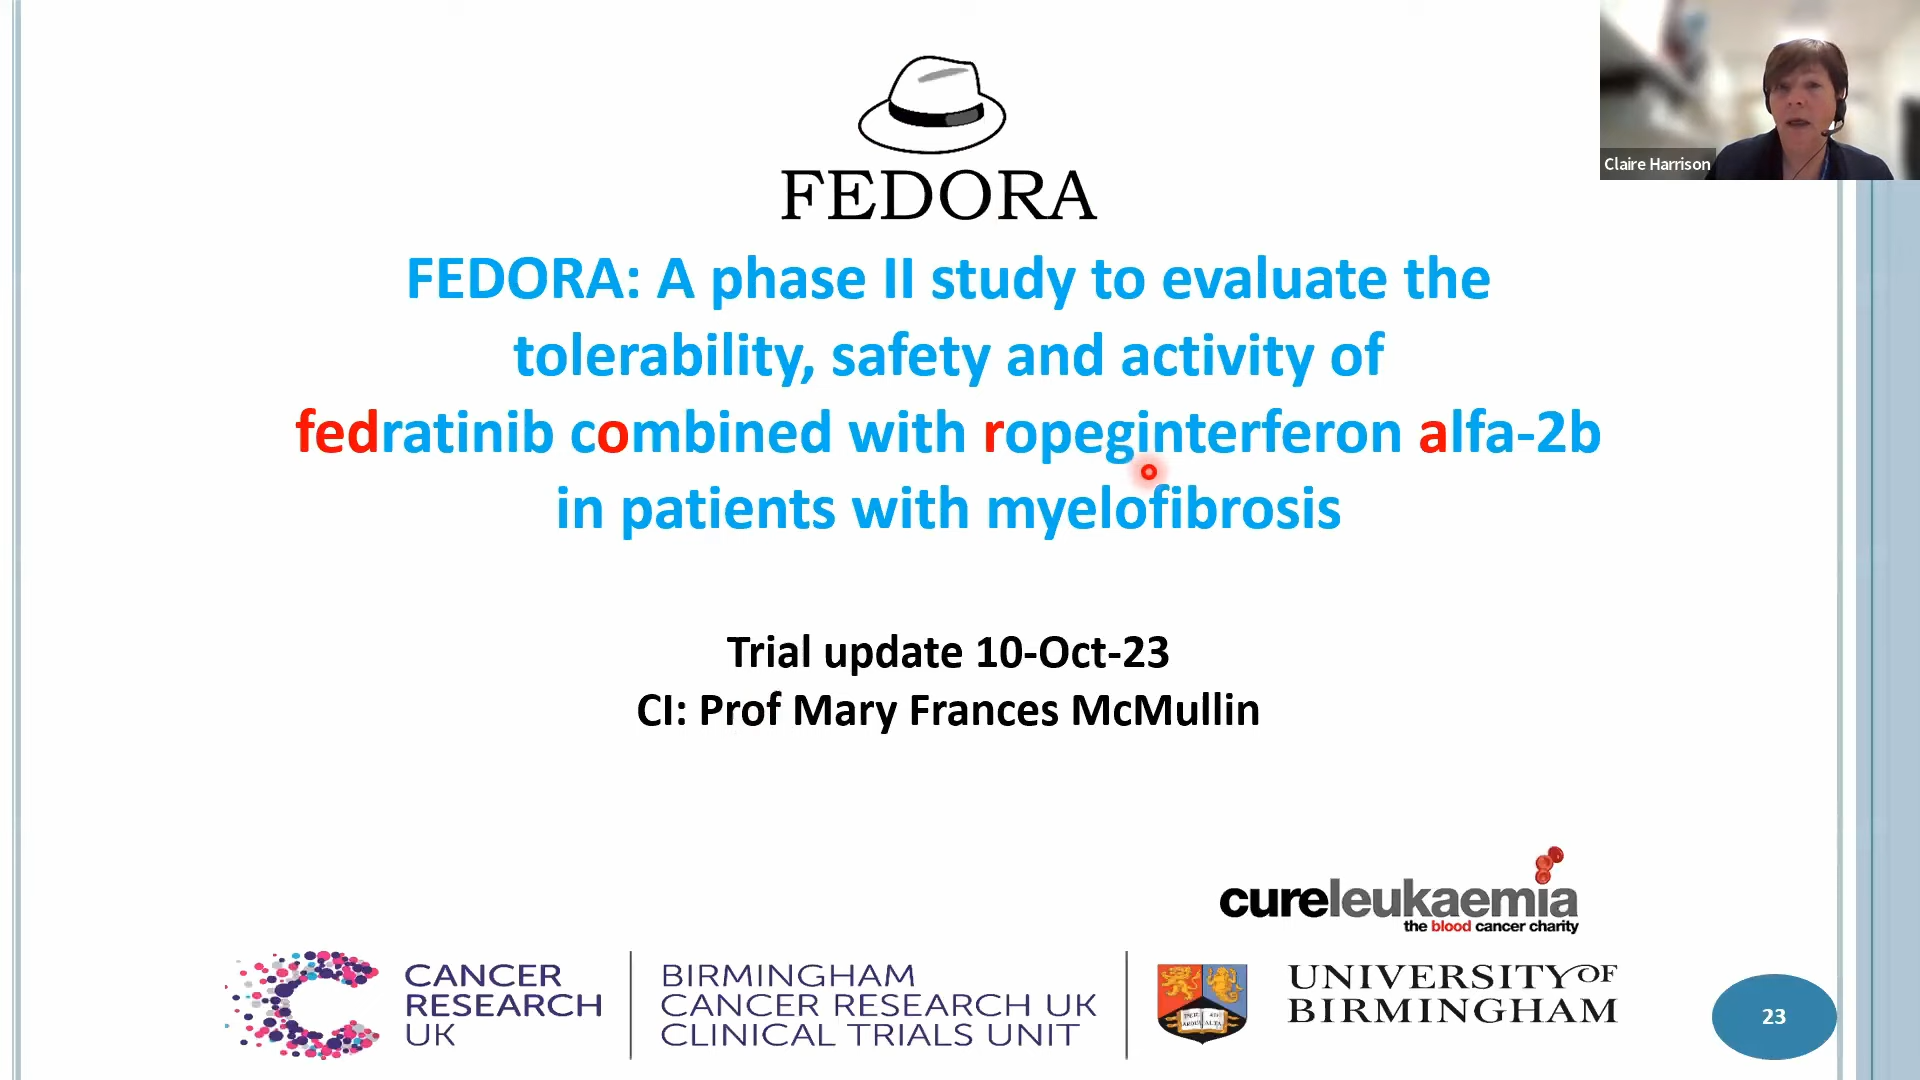 Claire Harrison
FEDORA
FEDORA: A phase II study to evaluate the
tolerability, safety and activity of
fedratinib combined with ropeginterferon alfa-2b
in patients with myelofibrosis
Trial update 10-Oct-23
CI: Prof Mary Frances McMullin
cureleukaemia
the blood cancer charity
CANCER
RESEARCH
UK
BIRMINGHAM
CANCER RESEARCH UK
CLINICAL TRIALS UNIT
UNIVERSITY OF
BIRMINGHAM
23